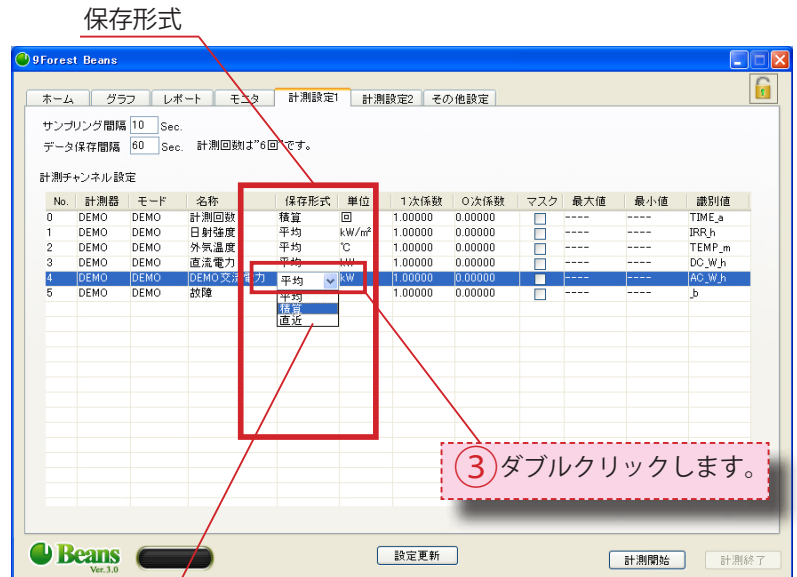 保存形式
9Forest Beans
ホーム グラフ レポート モニタ 計測設定1 計測設定2 その他設定
サンプリング間隔 10 Sec.
データ保存間隔 60 Sec. 計測回数は"6回"です。
計測チャンネル設定
No. 計測器 モード 名称 保存形式 単位 1次係数 0次係数 マスク 最大値 最小値 識別値
0 DEMO DEMO 計測回数 積算 回 1.00000 0.00000 ---- ---- TIME_a
1 DEMO DEMO 日射強度 平均 kW/m² 1.00000 0.00000 ---- ---- IRR_h
2 DEMO DEMO 外気温度 平均 ℃ 1.00000 0.00000 ---- ---- TEMP_m
3 DEMO DEMO 直流電力 平均 kW 1.00000 0.00000 ---- ---- DC_W_h
4 DEMO DEMO DEMO交流電力 平均 kW 1.00000 0.00000 ---- ---- AC_W_h
5 DEMO DEMO 故障 平均 1.00000 0.00000 ---- ---- _b
積算
直近
③ダブルクリックします。
Beans
Ver.3.0
設定更新 計測開始 計測終了